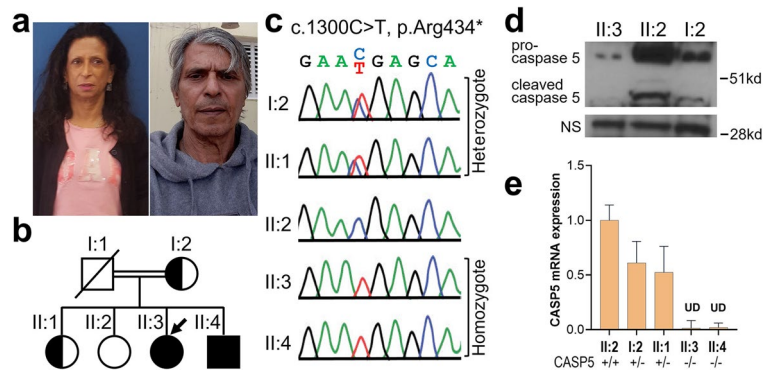 a
b
I:1
I:2
II:1
II:2
II:3
II:4
c
c.1300C>T, p.Arg434*
C
G A A T G A G C A
I:2
II:1
II:2
II:3
II:4
Heterozygote
Homozygote
d
II:3 II:2 I:2
pro-
caspase 5
cleaved
caspase 5
NS
−51kd
−28kd
e
CASP5 mRNA expression
1.5
1.0
0.5
0.0
UD UD
II:2 I:2 II:1 II:3 II:4
CASP5 +/+ +/- +/- -/- -/-